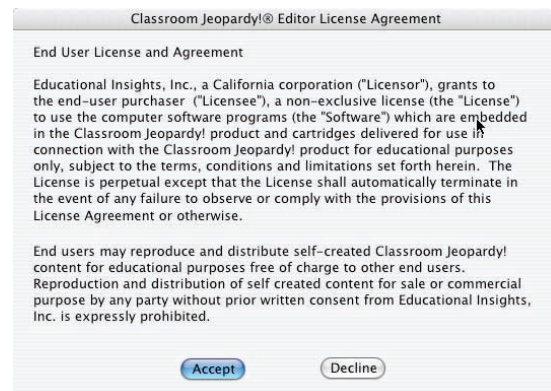 Classroom Jeopardy!® Editor License Agreement
End User License and Agreement
Educational Insights, Inc., a California corporation ("Licensor"), grants to
the end-user purchaser ("Licensee"), a non-exclusive license (the "License")
to use the computer software programs (the "Software") which are embedded
in the Classroom Jeopardy! product and cartridges delivered for use in
connection with the Classroom Jeopardy! product for educational purposes
only, subject to the terms, conditions and limitations set forth herein. The
License is perpetual except that the License shall automatically terminate in
the event of any failure to observe or comply with the provisions of this
License Agreement or otherwise.
End users may reproduce and distribute self-created Classroom Jeopardy!
content for educational purposes free of charge to other end users.
Reproduction and distribution of self created content for sale or commercial
purpose by any party without prior written consent from Educational Insights,
Inc. is expressly prohibited.
Accept
Decline